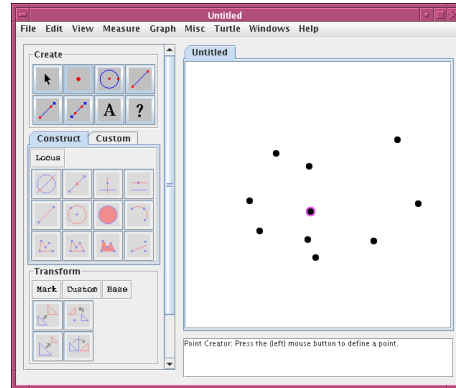 Untitled
File Edit View Measure Graph Misc Turtle Windows Help
Create
A ?
Construct Custom
Locus
Transform
Mark Custom Base
Untitled
Point Creator: Press the (left) mouse button to define a point.